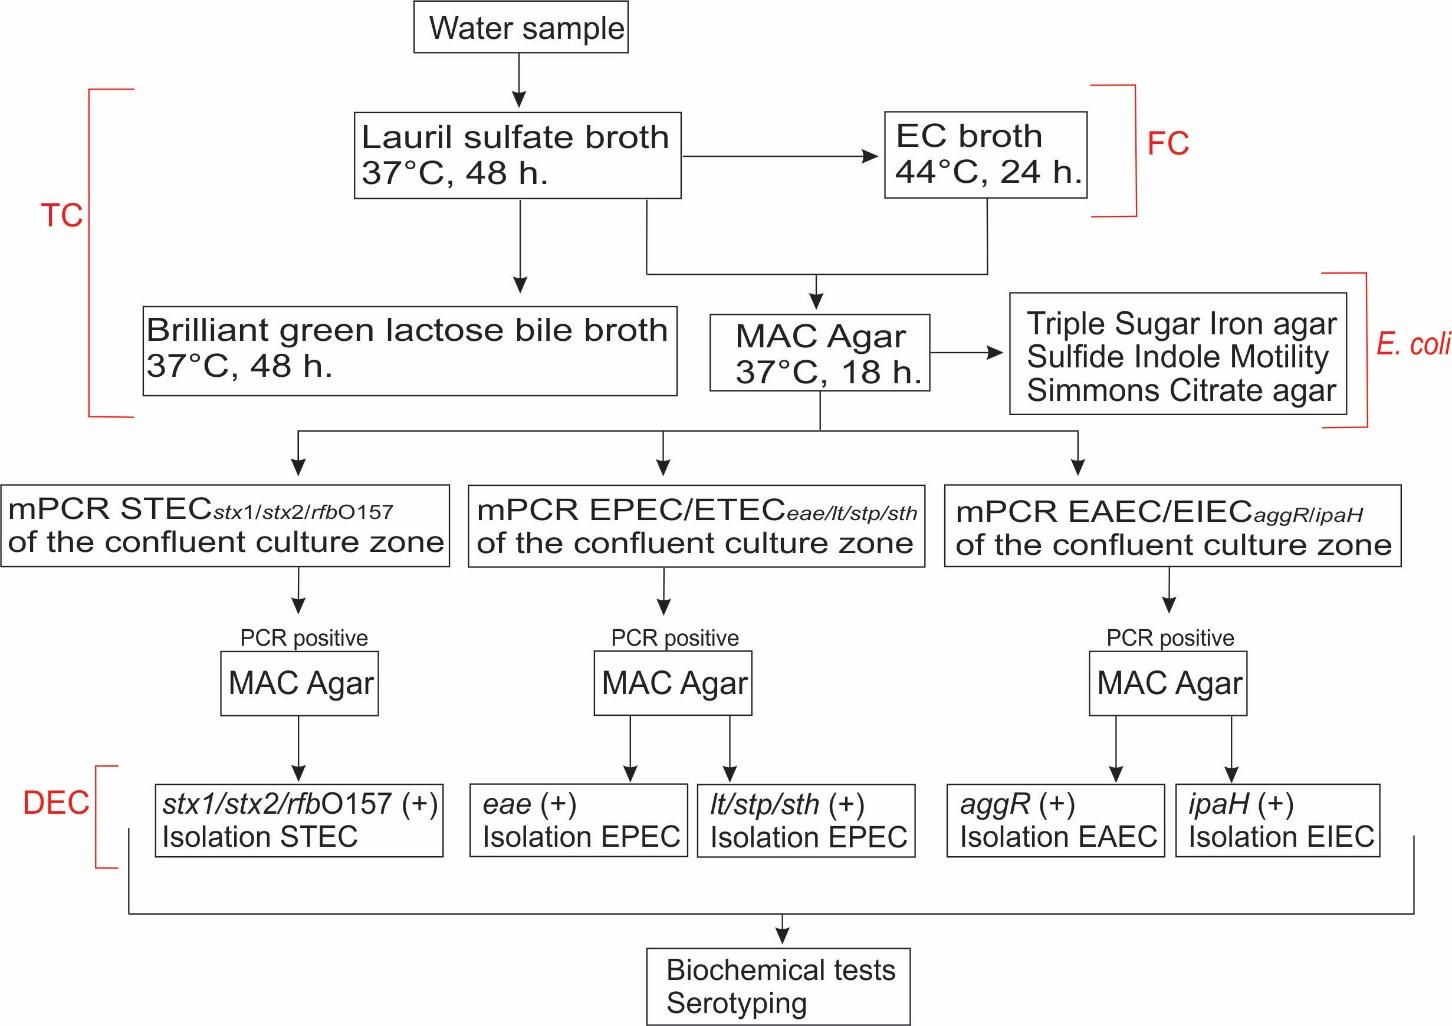 Water sample
Lauril sulfate broth
37°C, 48 h.
EC broth
44°C, 24 h.
FC
TC
Brilliant green lactose bile broth
37°C, 48 h.
MAC Agar
37°C, 18 h.
Triple Sugar Iron agar
Sulfide Indole Motility
Simmons Citrate agar
E. coli
mPCR STECstx1/stx2/rfbO157
of the confluent culture zone
mPCR EPEC/ETECeae/lt/stp/sth
of the confluent culture zone
mPCR EAEC/EIECaggR/ipaH
of the confluent culture zone
PCR positive
MAC Agar
PCR positive
MAC Agar
PCR positive
MAC Agar
DEC
stx1/stx2/rfbO157 (+)
Isolation STEC
eae (+)
Isolation EPEC
lt/stp/sth (+)
Isolation EPEC
aggR (+)
Isolation EAEC
ipaH (+)
Isolation EIEC
Biochemical tests
Serotyping